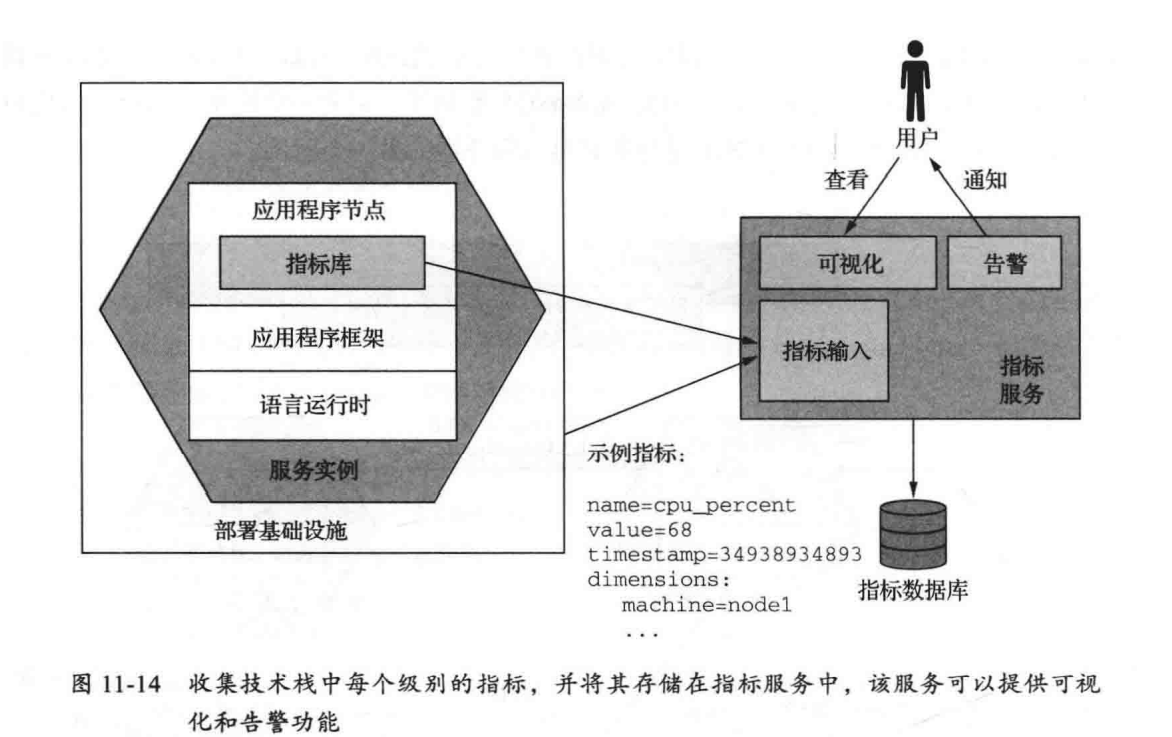 用户
查看
通知
应用程序节点
指标库
应用程序框架
语言运行时
服务实例
部署基础设施
可视化
告警
指标输入
指标
服务
示例指标:
name=cpu_percent
value=68
timestamp=34938934893
dimensions:
machine=node1
...
指标数据库
图 11-14 收集技术栈中每个级别的指标，并将其存储在指标服务中，该服务可以提供可视
化和告警功能